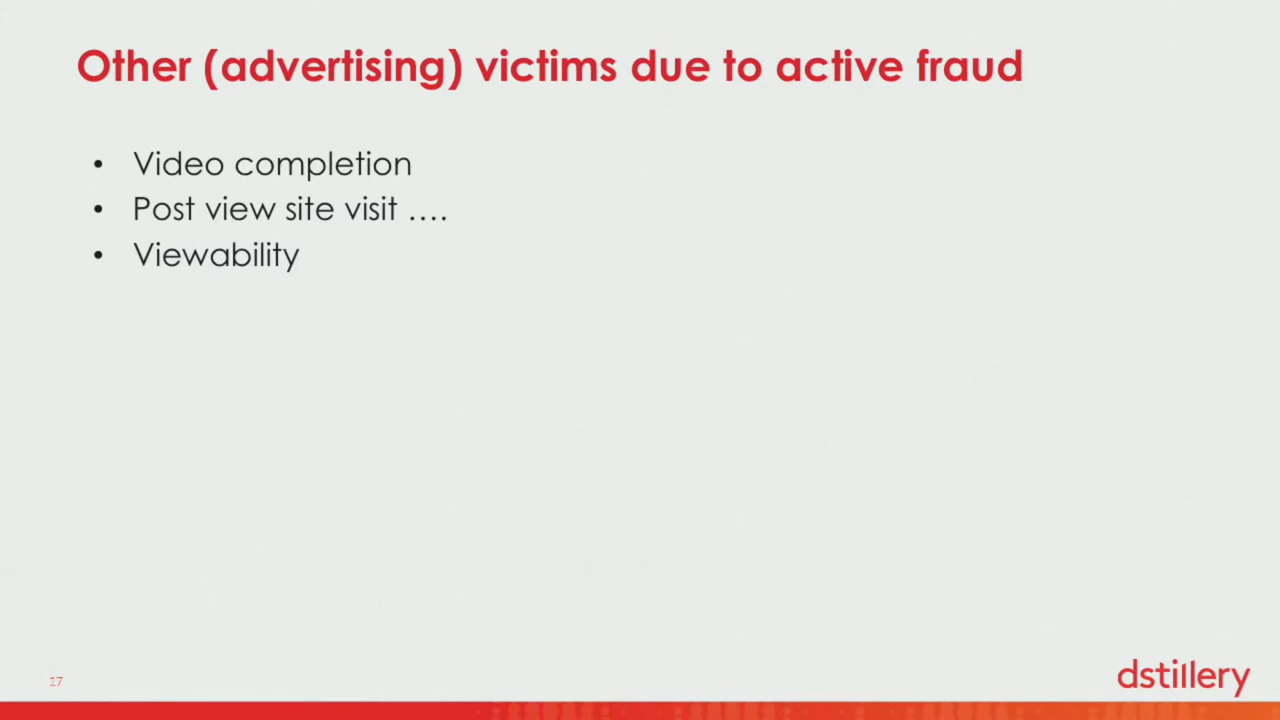 Other (advertising) victims due to active fraud
• Video completion
• Post view site visit ….
• Viewability
17
dstillery